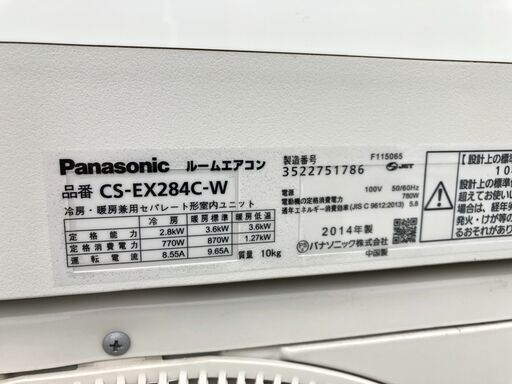 Panasonic ルームエアコン
品番 CS-EX284C-W
冷房・暖房兼用セパレート形室内ユニット
冷房 暖房標準 暖房低温
定格能力 2.8kW 3.6kW 3.6kW
定格消費電力 770W 870W 1.27kW
運転電流 8.55A 9.65A
質量 10kg
製造番号 F115065
3522751786 JET
電源 100V 50/60Hz
電動機の定格消費電力 780W
通年エネルギー消費効率(JIS C 9612:2013) 5.8
2014年製
パナソニック株式会社
中国製
【設計上の標準
10
設計上の標準使
場合は、経年劣
発火・けが等の
それがあり